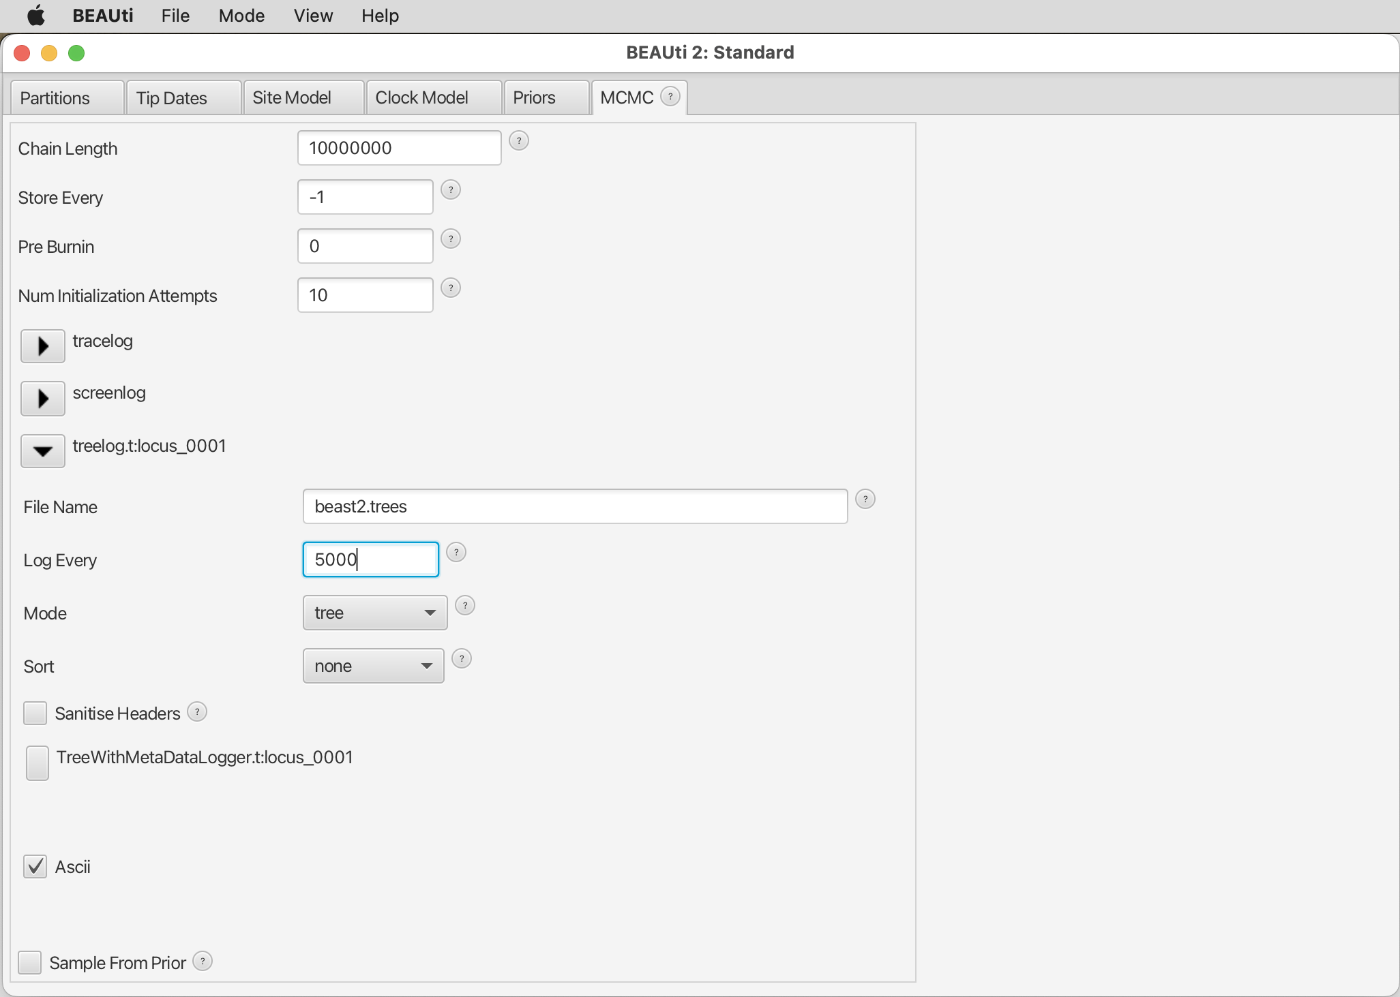 BEAUti File Mode View Help
BEAUti 2: Standard
Partitions Tip Dates Site Model Clock Model Priors MCMC ?
Chain Length 10000000 ?
Store Every -1 ?
Pre Burnin 0 ?
Num Initialization Attempts 10 ?
tracelog
screenlog
treelog.t:locus_0001
File Name beast2.trees ?
Log Every 5000 ?
Mode tree ?
Sort none ?
Sanitise Headers ?
TreeWithMetaDataLogger.t:locus_0001
Ascii
Sample From Prior ?